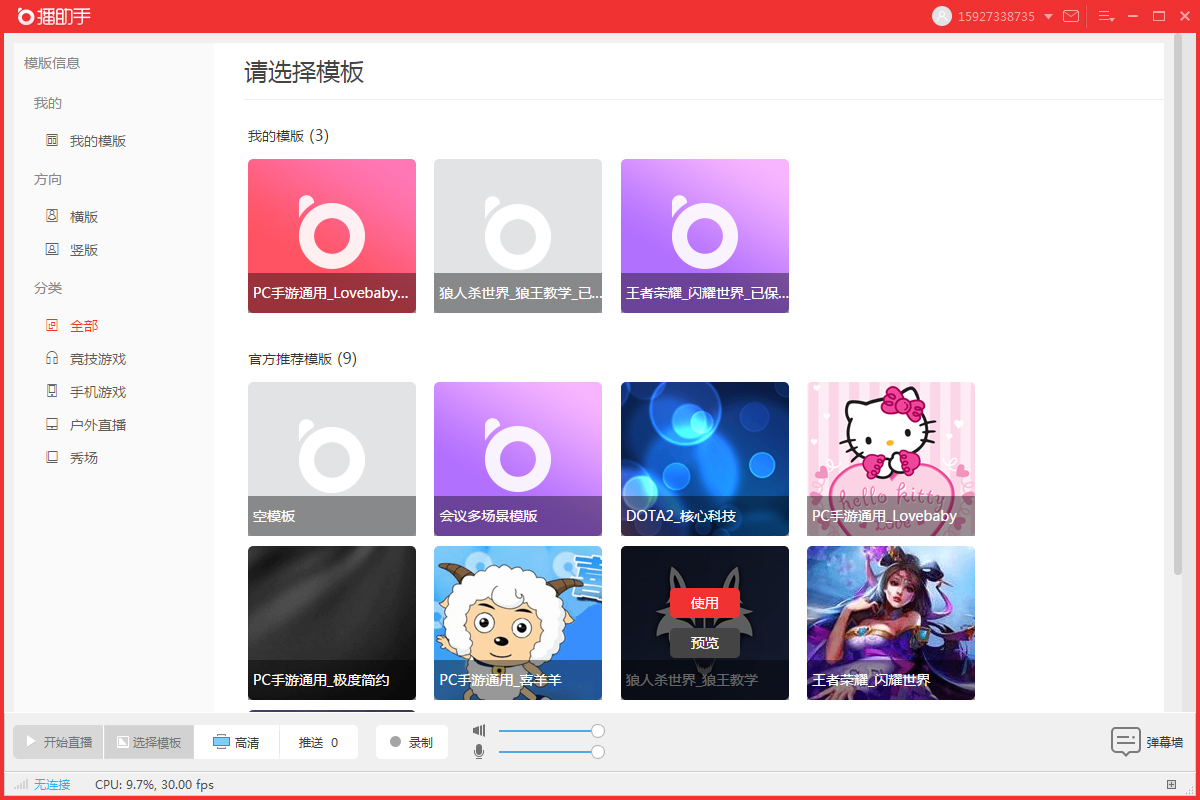 播助手
15927338735
模版信息
请选择模板
我的
我的模版
方向
横版
竖版
分类
全部
竞技游戏
手机游戏
户外直播
秀场
我的模版 (3)
PC手游通用_Lovebaby...
狼人杀世界_狼王教学_已...
王者荣耀_闪耀世界_已保...
官方推荐模版 (9)
空模板
会议多场景模版
DOTA2_核心科技
hello kitty
Love
PC手游通用_Lovebaby
PC手游通用_极度简约
PC手游通用_喜羊羊
使用
预览
狼人杀世界_狼王教学
王者荣耀_闪耀世界
开始直播
选择模板
高清
推送 0
录制
弹幕墙
无连接
CPU: 9.7%, 30.00 fps